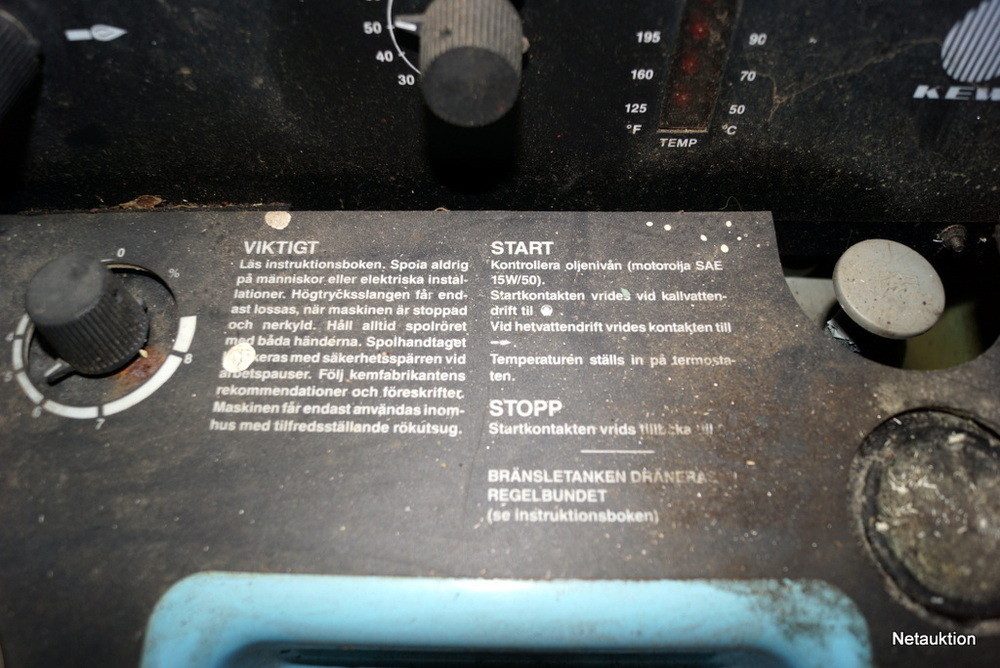 50
40
30
195
160
125
°F
90
70
50
°C
TEMP
KEW
0
%
8
7
6
5
4
VIKTIGT
Läs instruktionsboken. Spola aldrig
på människor eller elektriska instal-
lationer. Högtrycksslangen får end-
ast lossas, när maskinen är stoppad
och nerkyld. Håll alltid spolröret
med båda händerna. Spolhandtaget
med säkerhetsspärren vid
arbetspauser. Följ kemfabrikantens
rekommendationer och föreskrifter.
Maskinen får endast användas inom-
hus med tilfredsställande rökutsug.
START
Kontrollera oljenivån (motorolja SAE
15W/50).
Startkontakten vrides vid kallvatten-
drift til
Vid hetvattendrift vrides kontakten till
Temperaturen ställs in på termosta-
ten.
STOPP
Startkontakten vrids
BRÄNSLETANKEN DRÄNERAS
REGELBUNDET
(se instruktionsboken)
Netauktion